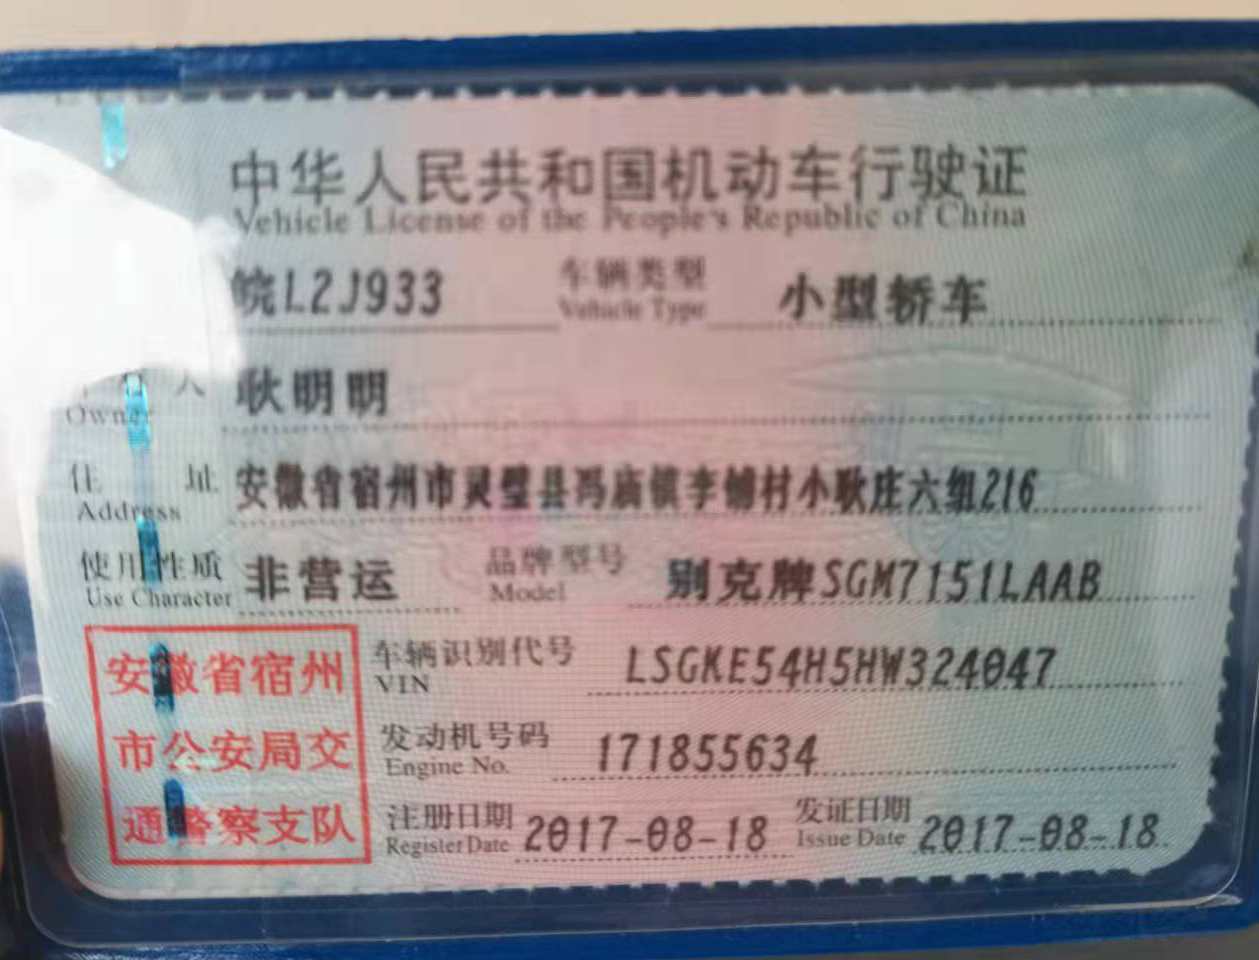 中华人民共和国机动车行驶证
Vehicle License of the People's Republic of China
皖L2J933 车辆类型 Vehicle Type 小型轿车
人 Owner 耿明明
住址 Address 安徽省宿州市灵璧县冯庙镇李铺村小耿庄六组216
使用性质 Use Character 非营运 品牌型号 Model 别克牌SGM7151LAAB
车辆识别代号 VIN LSGKE54H5HW324047
发动机号码 Engine No. 171855634
注册日期 Register Date 2017-08-18 发证日期 Issue Date 2017-08-18
安徽省宿州
市公安局交
通警察支队